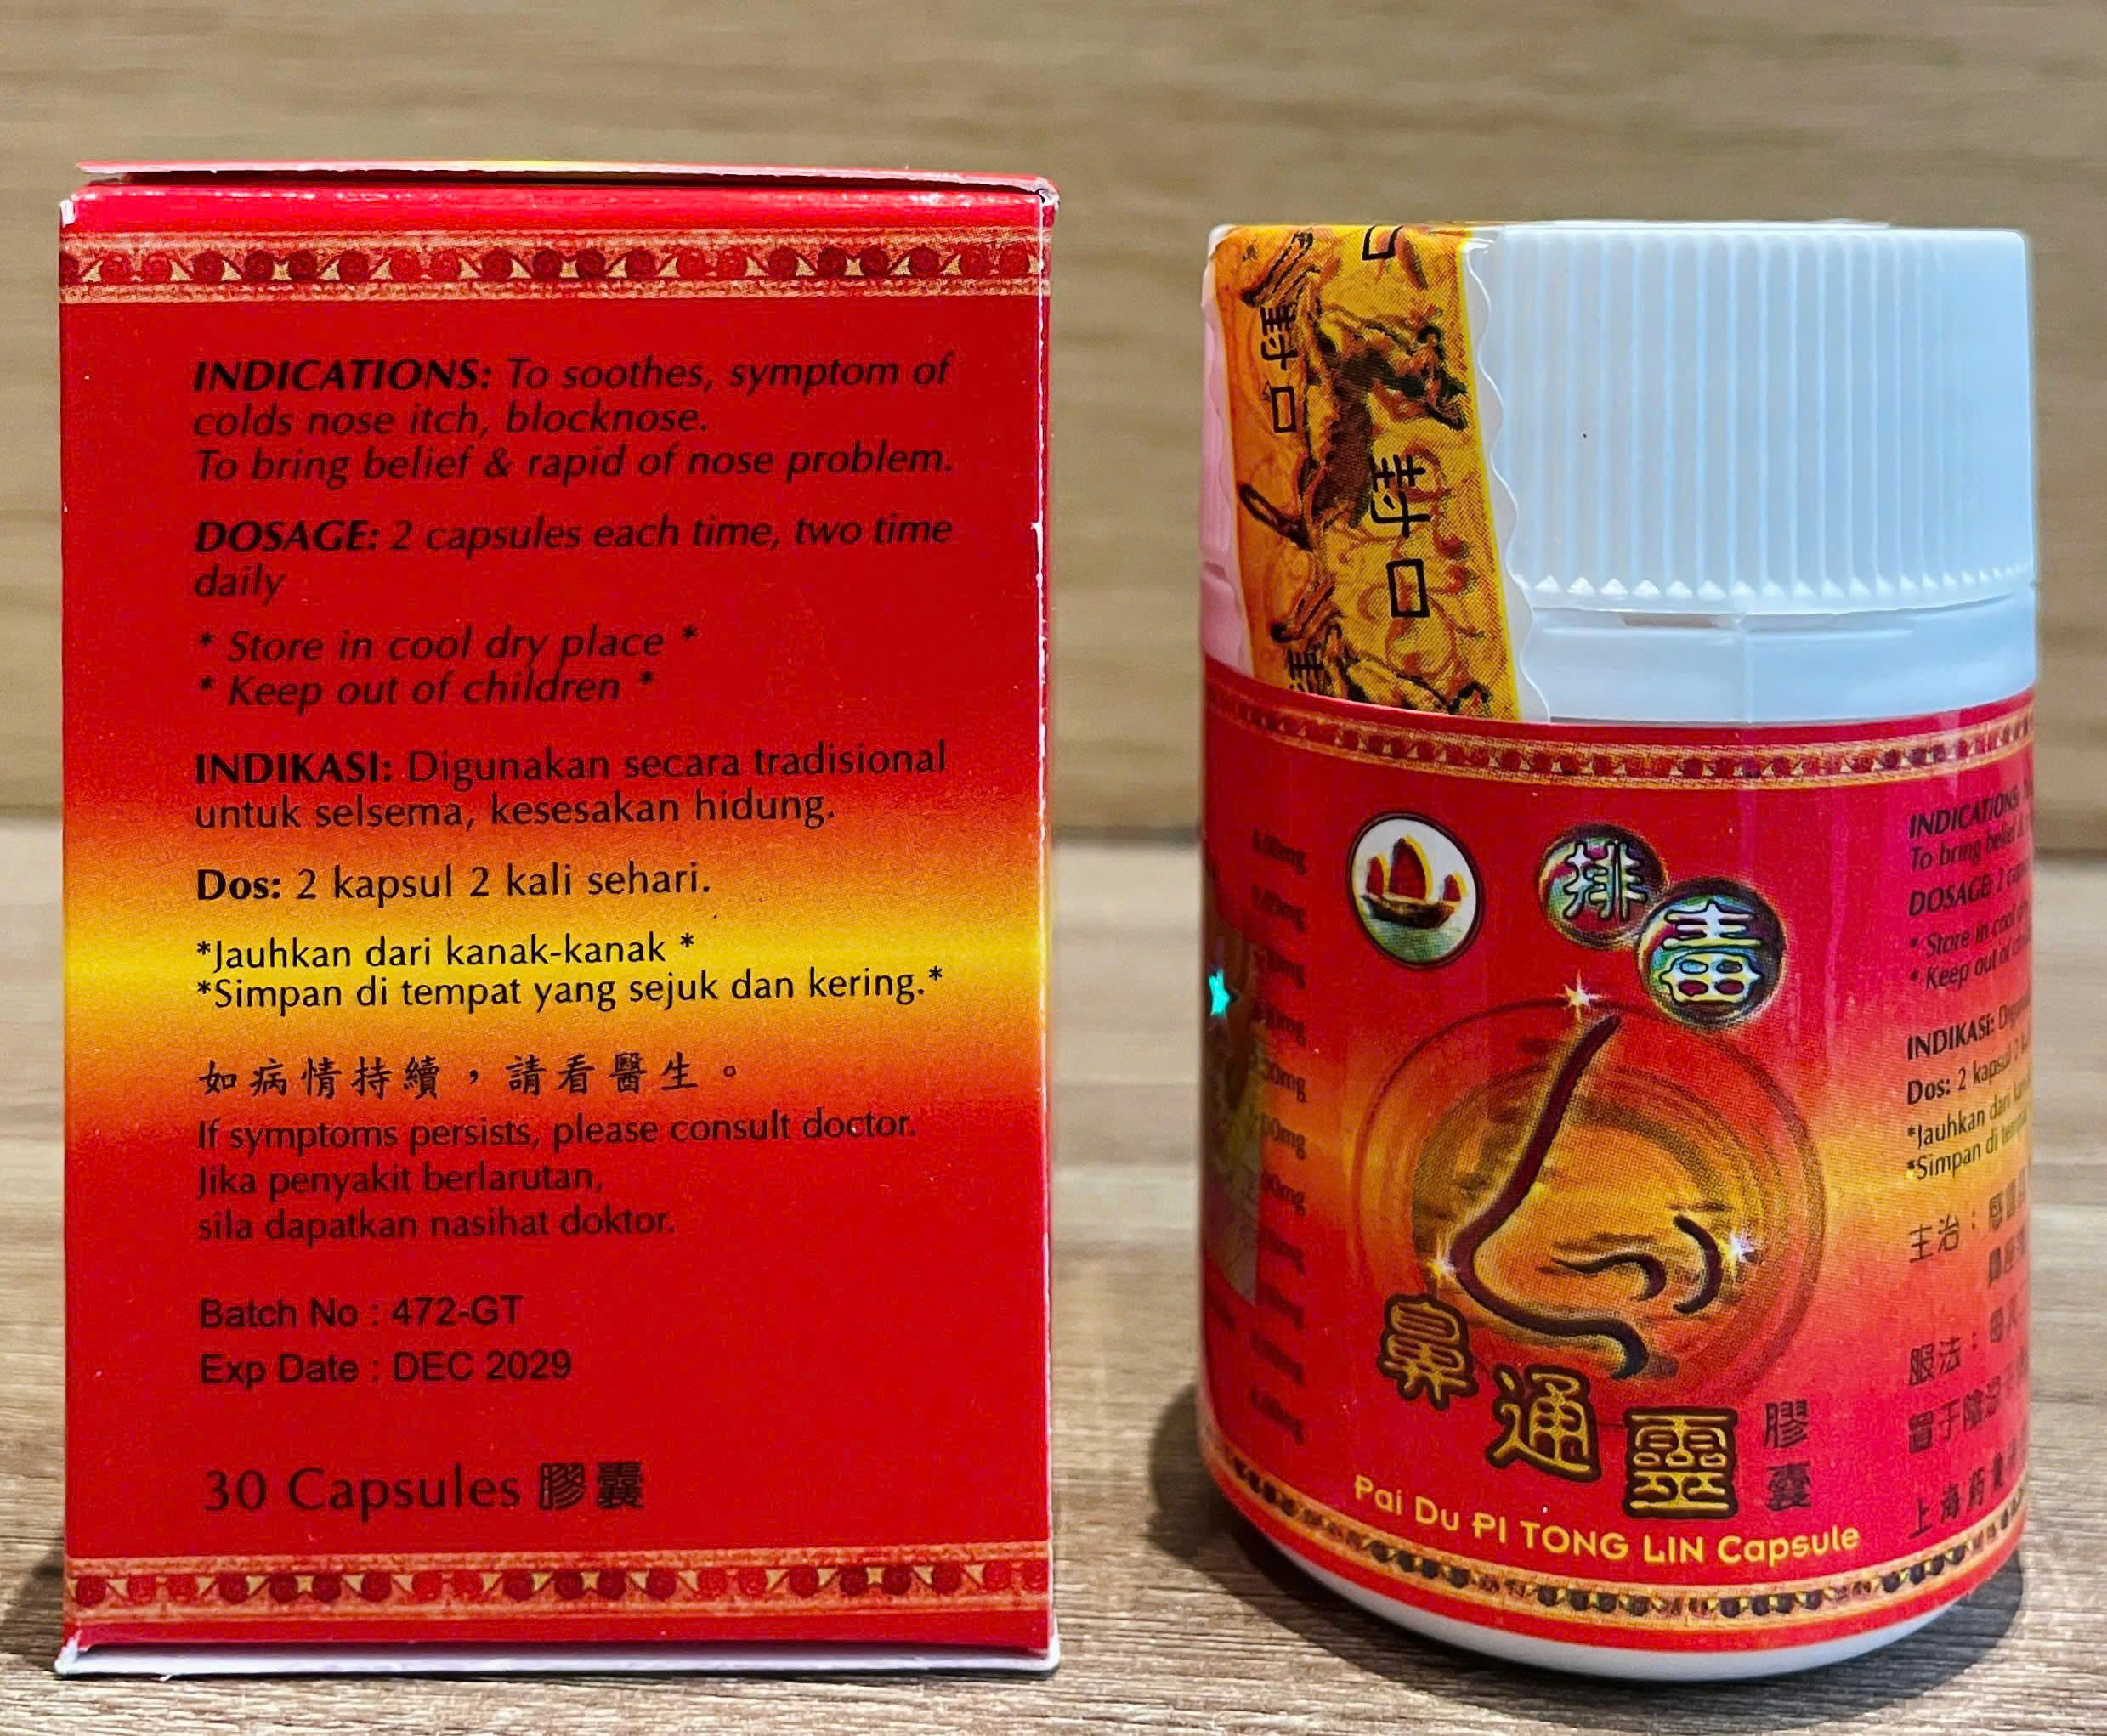 INDICATIONS: To soothes, symptom of
colds nose itch, blocknose.
To bring belief & rapid of nose problem.
DOSAGE: 2 capsules each time, two time
daily
* Store in cool dry place *
* Keep out of children *
INDIKASI: Digunakan secara tradisional
untuk selsema, kesesakan hidung.
Dos: 2 kapsul 2 kali sehari.
*Jauhkan dari kanak-kanak *
*Simpan di tempat yang sejuk dan kering.*
如病情持續，請看醫生。
If symptoms persists, please consult doctor.
Jika penyakit berlarutan,
sila dapatkan nasihat doktor.
Batch No : 472-GT
Exp Date : DEC 2029
30 Capsules 膠囊
封口
封口
排毒
鼻通靈
膠囊
Pai Du PI TONG LIN Capsule
INDICATIONS:
To bring
DOSAGE: 2
* Store in cool
* Keep out of
INDIKASI:
Dos: 2 kapsul
*Jauhkan dari
*Simpan di
主治：感冒
服法：
置于陰涼
上海药